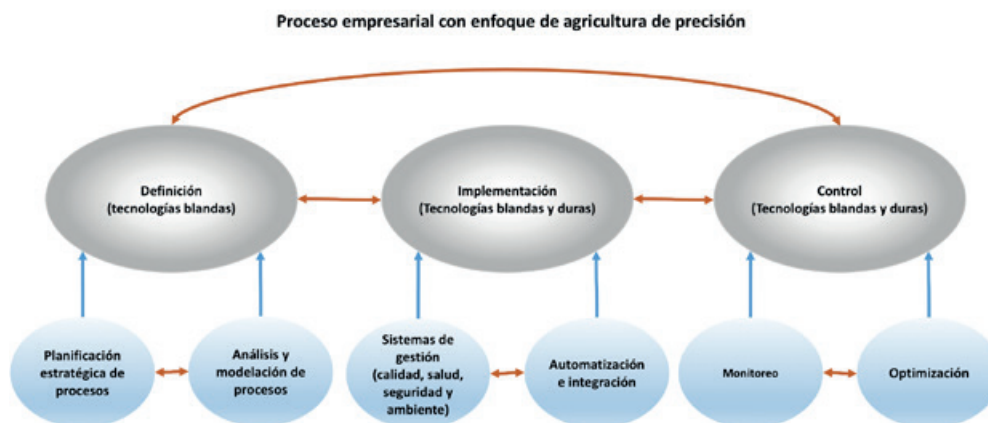 Proceso empresarial con enfoque de agricultura de precisión
Definición
(tecnologías blandas)
Implementación
(Tecnologías blandas y duras)
Control
(Tecnologías blandas y duras)
Planificación
estratégica de
procesos
Análisis y
modelación de
procesos
Sistemas de
gestión
(calidad, salud,
seguridad y
ambiente)
Automatización
e integración
Monitoreo
Optimización